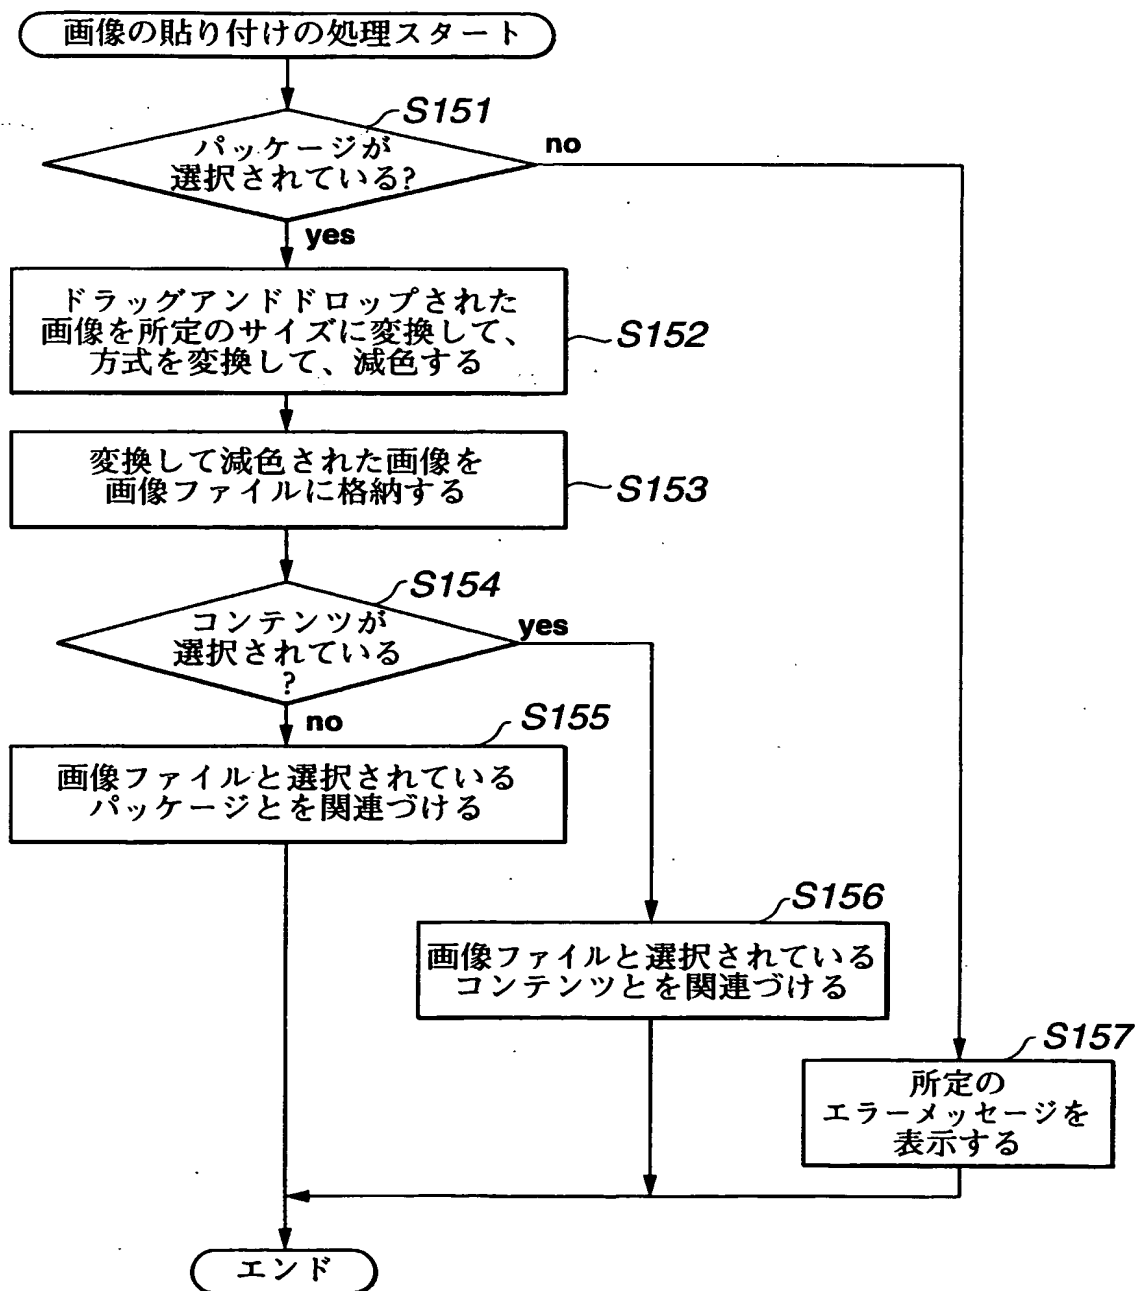 画像の貼り付けの処理スタート
S151
パッケージが
選択されている?
no
yes
ドラッグアンドドロップされた
画像を所定のサイズに変換して、
方式を変換して、減色する
S152
変換して減色された画像を
画像ファイルに格納する
S153
S154
コンテンツが
選択されている
?
yes
no
S155
画像ファイルと選択されている
パッケージとを関連づける
S156
画像ファイルと選択されている
コンテンツとを関連づける
S157
所定の
エラーメッセージを
表示する
エンド